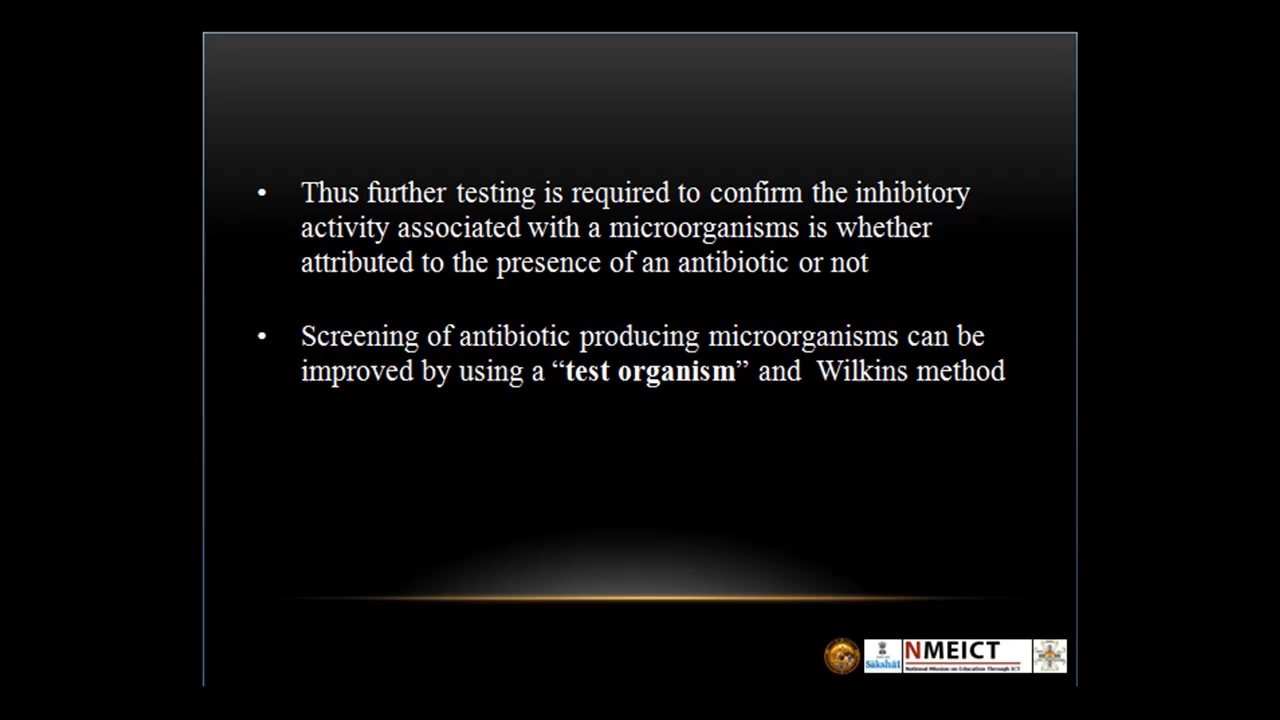 • Thus further testing is required to confirm the inhibitory
activity associated with a microorganisms is whether
attributed to the presence of an antibiotic or not
• Screening of antibiotic producing microorganisms can be
improved by using a “test organism” and Wilkins method
Sakshat
NMEICT
National Mission on Education Through ICT